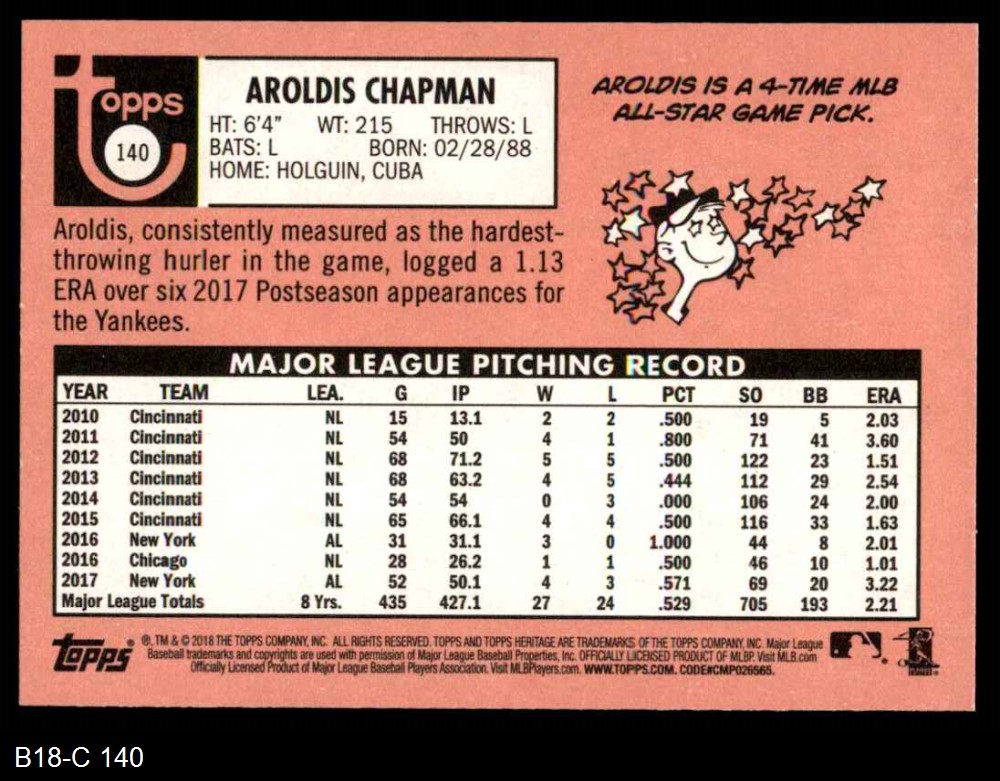 topps
140
AROLDIS CHAPMAN
HT: 6'4" WT: 215 THROWS: L
BATS: L BORN: 02/28/88
HOME: HOLGUIN, CUBA
AROLDIS IS A 4-TIME MLB
ALL-STAR GAME PICK.
Aroldis, consistently measured as the hardest-
throwing hurler in the game, logged a 1.13
ERA over six 2017 Postseason appearances for
the Yankees.
MAJOR LEAGUE PITCHING RECORD
YEAR TEAM LEA. G IP W L PCT SO BB ERA
2010 Cincinnati NL 15 13.1 2 2 .500 19 5 2.03
2011 Cincinnati NL 54 50 4 1 .800 71 41 3.60
2012 Cincinnati NL 68 71.2 5 5 .500 122 23 1.51
2013 Cincinnati NL 68 63.2 4 5 .444 112 29 2.54
2014 Cincinnati NL 54 54 0 3 .000 106 24 2.00
2015 Cincinnati NL 65 66.1 4 4 .500 116 33 1.63
2016 New York AL 31 31.1 3 0 1.000 44 8 2.01
2016 Chicago NL 28 26.2 1 1 .500 46 10 1.01
2017 New York AL 52 50.1 4 3 .571 69 20 3.22
Major League Totals 8 Yrs. 435 427.1 27 24 .529 705 193 2.21
topps
®, TM & © 2018 THE TOPPS COMPANY, INC. ALL RIGHTS RESERVED. TOPPS AND TOPPS HERITAGE ARE TRADEMARKS OF THE TOPPS COMPANY, INC. Major League
Baseball trademarks and copyrights are used with permission of Major League Baseball Properties, Inc. OFFICIALLY LICENSED PRODUCT OF MLBP. Visit MLB.com
Officially Licensed Product of Major League Baseball Players Association. Visit MLBPlayers.com. WWW.TOPPS.COM. CODE#CMP026565.
B18-C 140